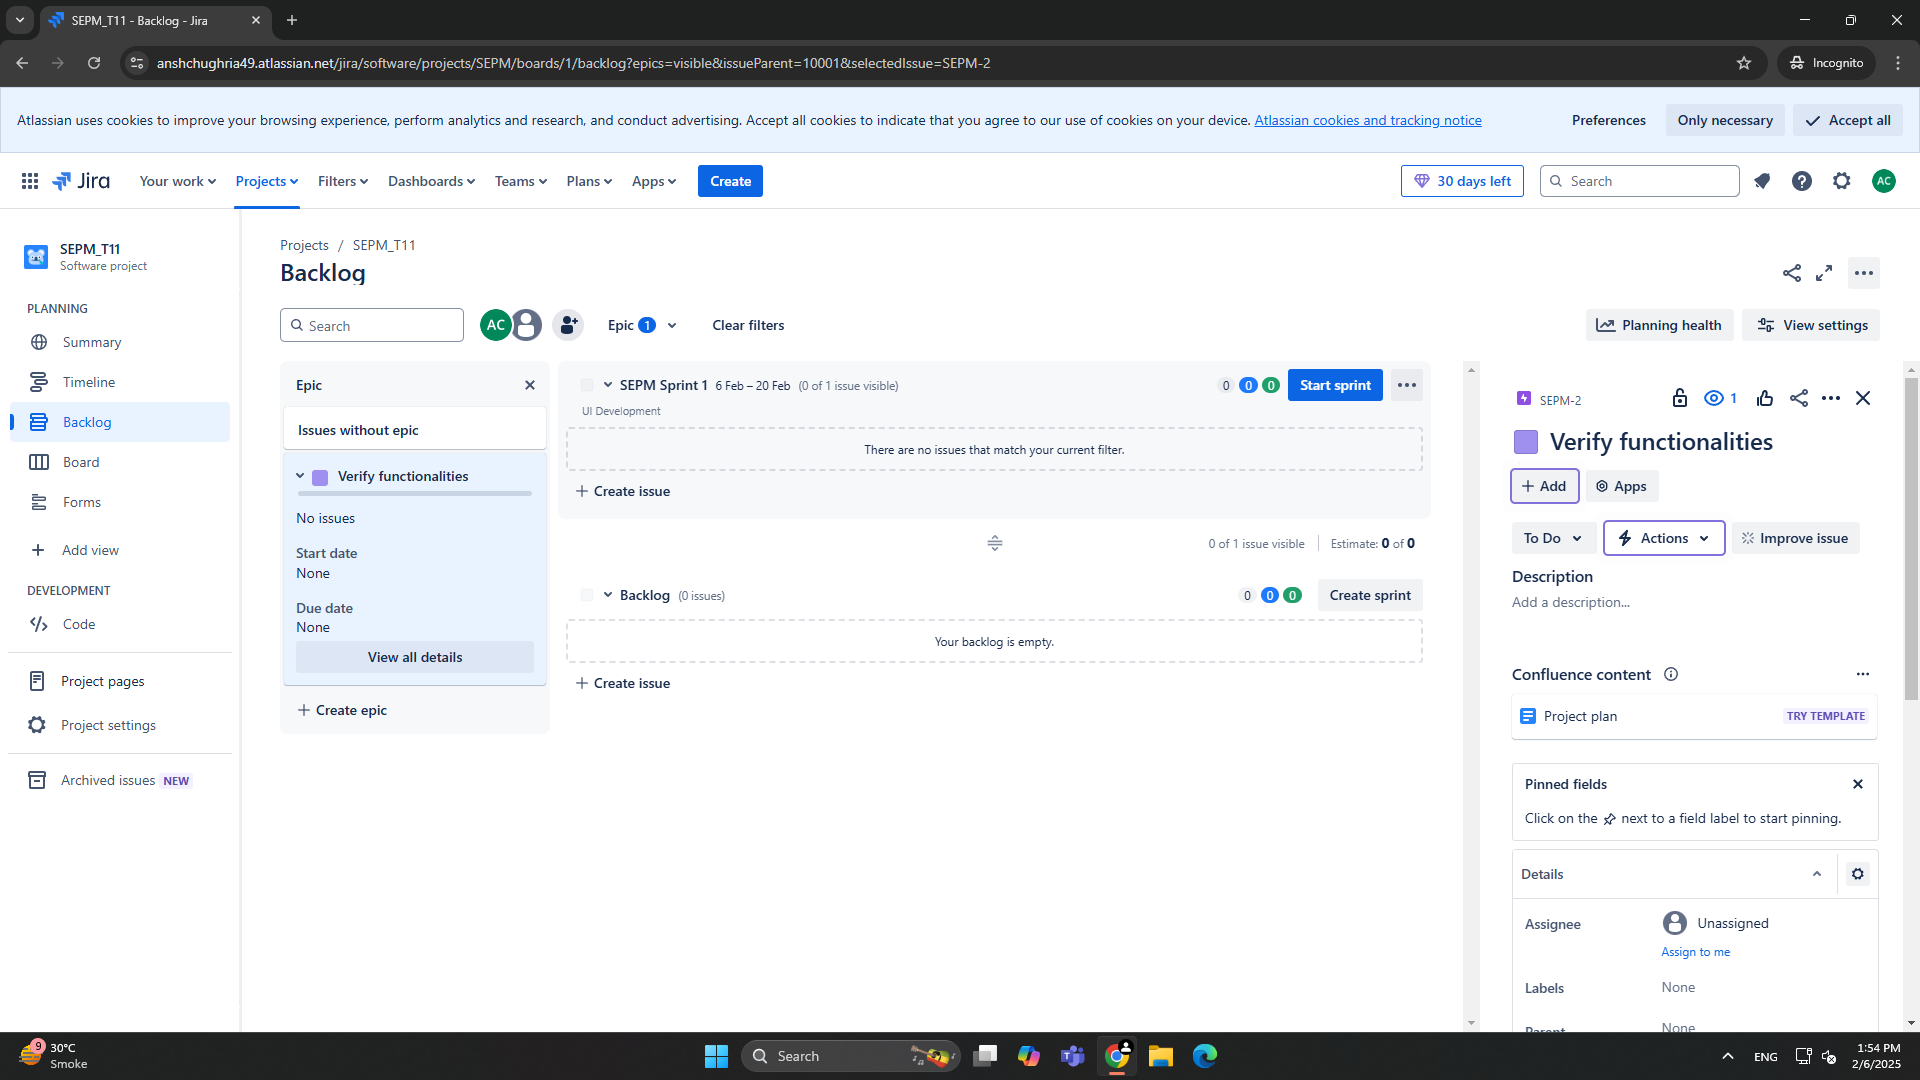 SEPM_T11 - Backlog - Jira
anshchughria49.atlassian.net/jira/software/projects/SEPM/boards/1/backlog?epics=visible&issueParent=10001&selectedIssue=SEPM-2
Incognito
Atlassian uses cookies to improve your browsing experience, perform analytics and research, and conduct advertising. Accept all cookies to indicate that you agree to our use of cookies on your device. Atlassian cookies and tracking notice
Preferences
Only necessary
Accept all
Jira
Your work
Projects
Filters
Dashboards
Teams
Plans
Apps
Create
30 days left
Search
AC
SEPM_T11
Software project
PLANNING
Summary
Timeline
Backlog
Board
Forms
Add view
DEVELOPMENT
Code
Project pages
Project settings
Archived issues NEW
Projects / SEPM_T11
Backlog
Search
AC
Epic 1
Clear filters
Planning health
View settings
Epic
Issues without epic
Verify functionalities
No issues
Start date
None
Due date
None
View all details
Create epic
SEPM Sprint 1 6 Feb – 20 Feb (0 of 1 issue visible)
0 0 0
Start sprint
UI Development
There are no issues that match your current filter.
Create issue
0 of 1 issue visible
Estimate: 0 of 0
Backlog (0 issues)
0 0 0
Create sprint
Your backlog is empty.
Create issue
SEPM-2
1
Verify functionalities
Add
Apps
To Do
Actions
Improve issue
Description
Add a description...
Confluence content
Project plan
TRY TEMPLATE
Pinned fields
Click on the next to a field label to start pinning.
Details
Assignee
Unassigned
Assign to me
Labels
None
Parent
None
9
30°C
Smoke
Search
ENG
1:54 PM
2/6/2025